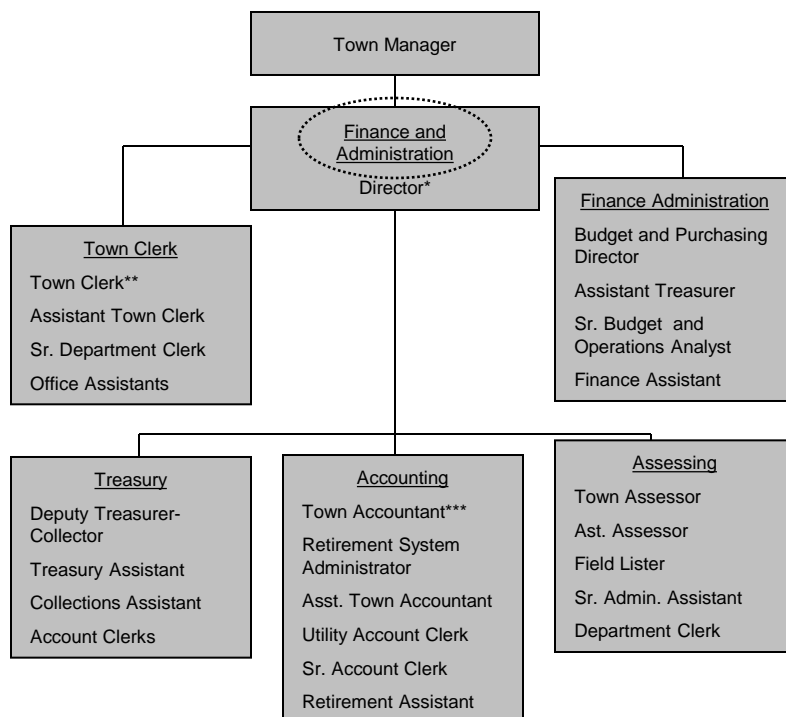 Town Manager
Finance and
Administration
Director*
Finance Administration
Budget and Purchasing
Director
Assistant Treasurer
Sr. Budget and
Operations Analyst
Finance Assistant
Town Clerk
Town Clerk**
Assistant Town Clerk
Sr. Department Clerk
Office Assistants
Treasury
Deputy Treasurer-
Collector
Treasury Assistant
Collections Assistant
Account Clerks
Accounting
Town Accountant***
Retirement System
Administrator
Asst. Town Accountant
Utility Account Clerk
Sr. Account Clerk
Retirement Assistant
Assessing
Town Assessor
Ast. Assessor
Field Lister
Sr. Admin. Assistant
Department Clerk